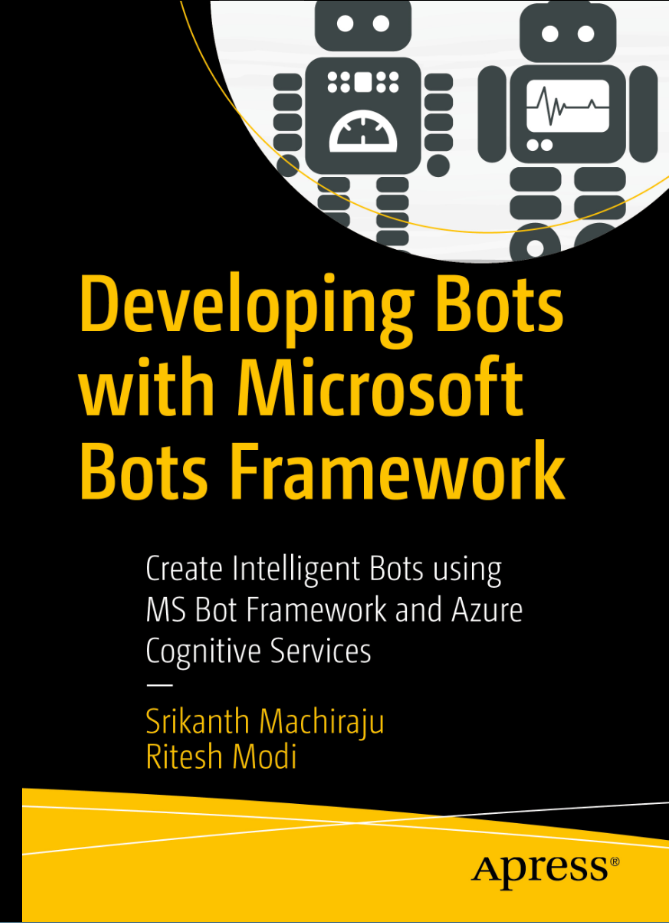 Developing Bots
with Microsoft
Bots Framework
Create Intelligent Bots using
MS Bot Framework and Azure
Cognitive Services
Srikanth Machiraju
Ritesh Modi
Apress®